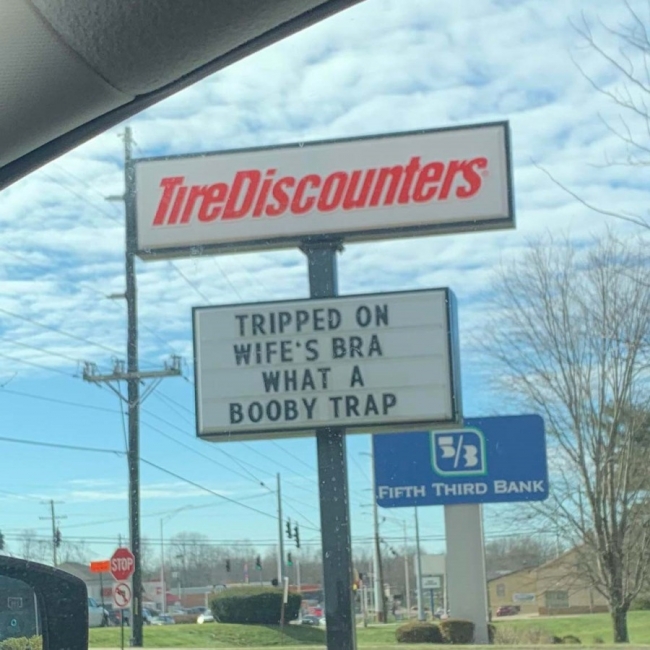 TireDiscounters
TRIPPED ON
WIFE'S BRA
WHAT A
BOOBY TRAP
5/3
FIFTH THIRD BANK
STOP